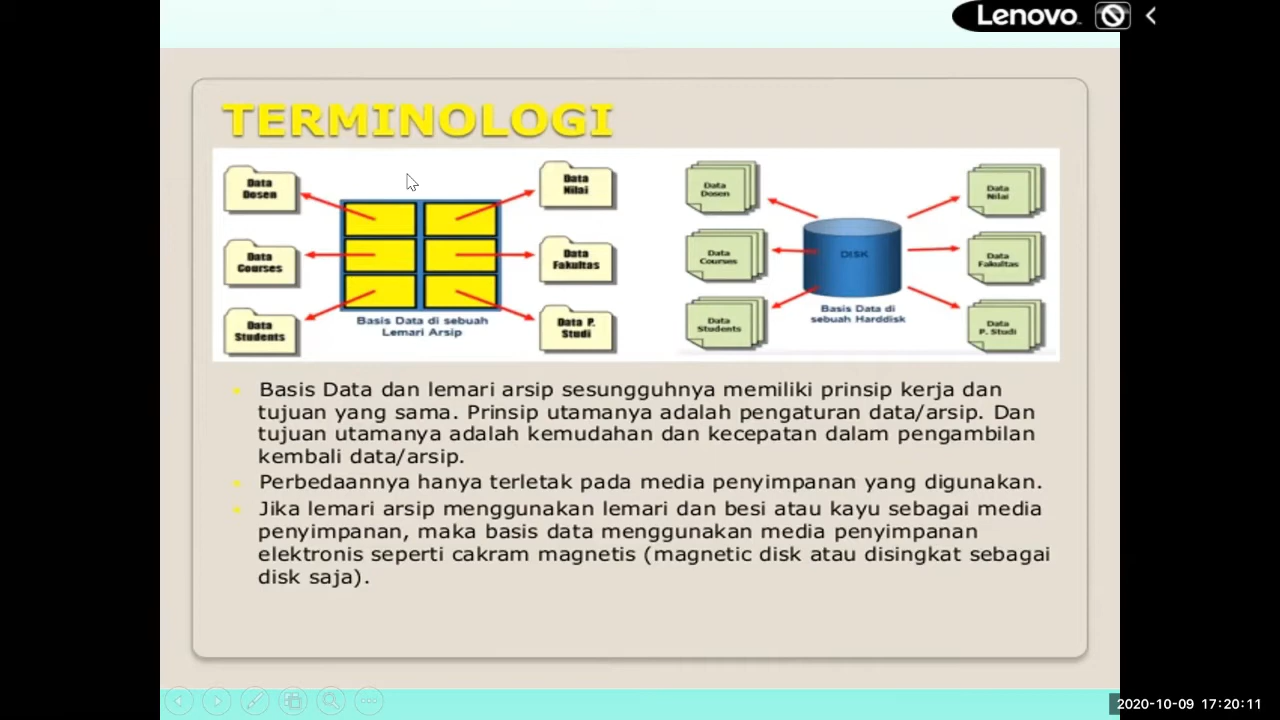 Lenovo
TERMINOLOGI
Data
Dosen
Data
Courses
Data
Students
Data
Nilai
Data
Fakultas
Data P.
Studi
Basis Data di sebuah
Lemari Arsip
Data
Dosen
Data
Courses
Data
Students
DISK
Basis Data di
sebuah Harddisk
Data
Nilai
Data
Fakultas
Data
P. Studi
Basis Data dan lemari arsip sesungguhnya memiliki prinsip kerja dan
tujuan yang sama. Prinsip utamanya adalah pengaturan data/arsip. Dan
tujuan utamanya adalah kemudahan dan kecepatan dalam pengambilan
kembali data/arsip.
Perbedaannya hanya terletak pada media penyimpanan yang digunakan.
Jika lemari arsip menggunakan lemari dan besi atau kayu sebagai media
penyimpanan, maka basis data menggunakan media penyimpanan
elektronis seperti cakram magnetis (magnetic disk atau disingkat sebagai
disk saja).
2020-10-09 17:20:11